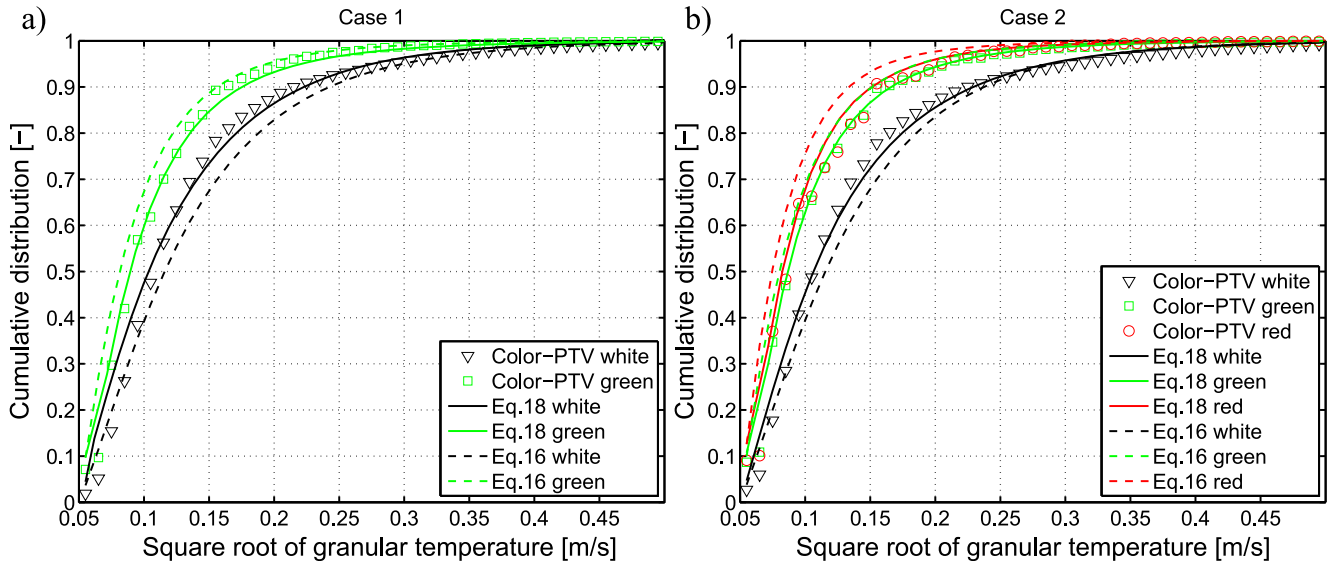 a)
Case 1
Cumulative distribution [−]
1
0.9
0.8
0.7
0.6
0.5
0.4
0.3
0.2
0.1
0
0.05 0.1 0.15 0.2 0.25 0.3 0.35 0.4 0.45
Square root of granular temperature [m/s]
Color−PTV white
Color−PTV green
Eq.18 white
Eq.18 green
Eq.16 white
Eq.16 green
b)
Case 2
Cumulative distribution [−]
1
0.9
0.8
0.7
0.6
0.5
0.4
0.3
0.2
0.1
0
0.05 0.1 0.15 0.2 0.25 0.3 0.35 0.4 0.45
Square root of granular temperature [m/s]
Color−PTV white
Color−PTV green
Color−PTV red
Eq.18 white
Eq.18 green
Eq.18 red
Eq.16 white
Eq.16 green
Eq.16 red